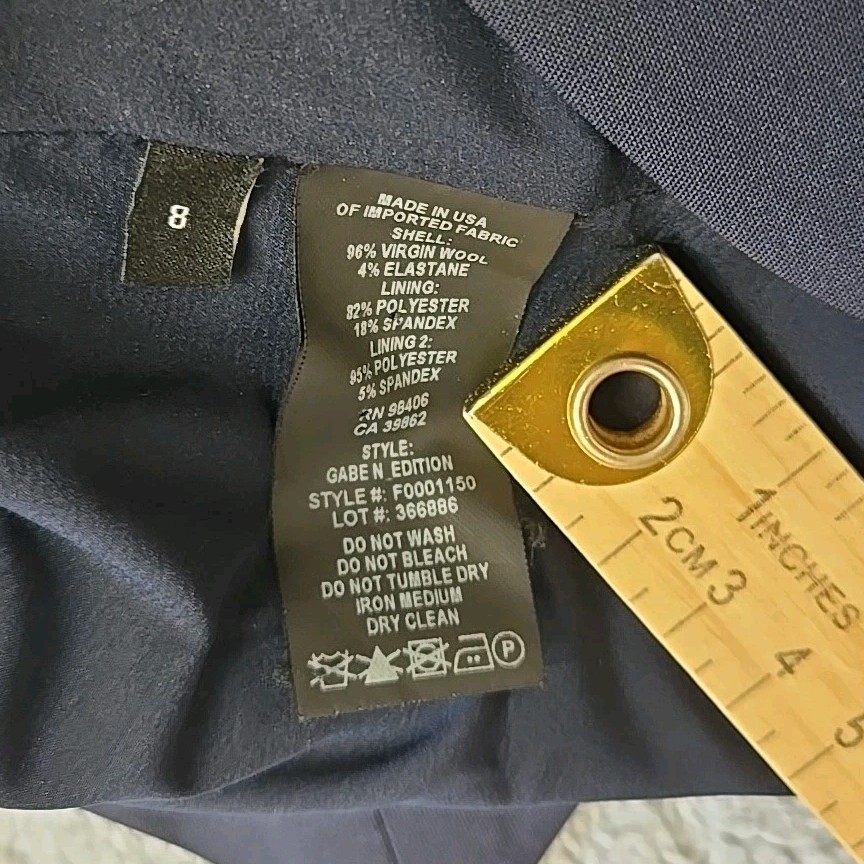 8
MADE IN USA
OF IMPORTED FABRIC
SHELL:
96% VIRGIN WOOL
4% ELASTANE
LINING:
82% POLYESTER
18% SPANDEX
LINING 2:
95% POLYESTER
5% SPANDEX
RN 98406
CA 39862
STYLE:
GABE N_EDITION
STYLE #: F0001150
LOT #: 366886
DO NOT WASH
DO NOT BLEACH
DO NOT TUMBLE DRY
IRON MEDIUM
DRY CLEAN
P
1 INCHES
2 CM 3 4 5